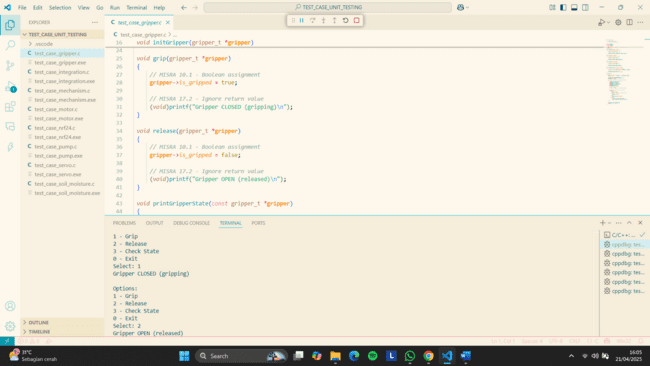 File Edit Selection View Go Run Terminal Help
TEST_CASE_UNIT_TESTING
EXPLORER
TEST_CASE_UNIT_TESTING
.vscode
test_case_gripper.c
test_case_gripper.exe
test_case_integration.c
test_case_integration.exe
test_case_mechanism.c
test_case_mechanism.exe
test_case_motor.c
test_case_motor.exe
test_case_nrf24.c
test_case_nrf24.exe
test_case_pump.c
test_case_pump.exe
test_case_servo.c
test_case_servo.exe
test_case_soil_moisture.c
test_case_soil_moisture.exe
OUTLINE
TIMELINE
test_case_gripper.c
test_case_gripper.c > ...
16 void initGripper(gripper_t *gripper)
24
25 void grip(gripper_t *gripper)
26 {
27 // MISRA 10.1 - Boolean assignment
28 gripper->is_gripped = true;
29
30 // MISRA 17.2 - Ignore return value
31 (void)printf("Gripper CLOSED (gripping)\n");
32 }
33
34 void release(gripper_t *gripper)
35 {
36 // MISRA 10.1 - Boolean assignment
37 gripper->is_gripped = false;
38
39 // MISRA 17.2 - Ignore return value
40 (void)printf("Gripper OPEN (released)\n");
41 }
42
43 void printGripperState(const gripper_t *gripper)
44 {
PROBLEMS OUTPUT DEBUG CONSOLE TERMINAL PORTS
1 - Grip
2 - Release
3 - Check State
0 - Exit
Select: 1
Gripper CLOSED (gripping)
Options:
1 - Grip
2 - Release
3 - Check State
0 - Exit
Select: 2
Gripper OPEN (released)
C/C++: ...
cppdbg: tes...
cppdbg: tes...
cppdbg: tes...
cppdbg: tes...
cppdbg: tes...
cppdbg: tes...
31°C
Sebagian cerah
Search
16:05
21/04/2025